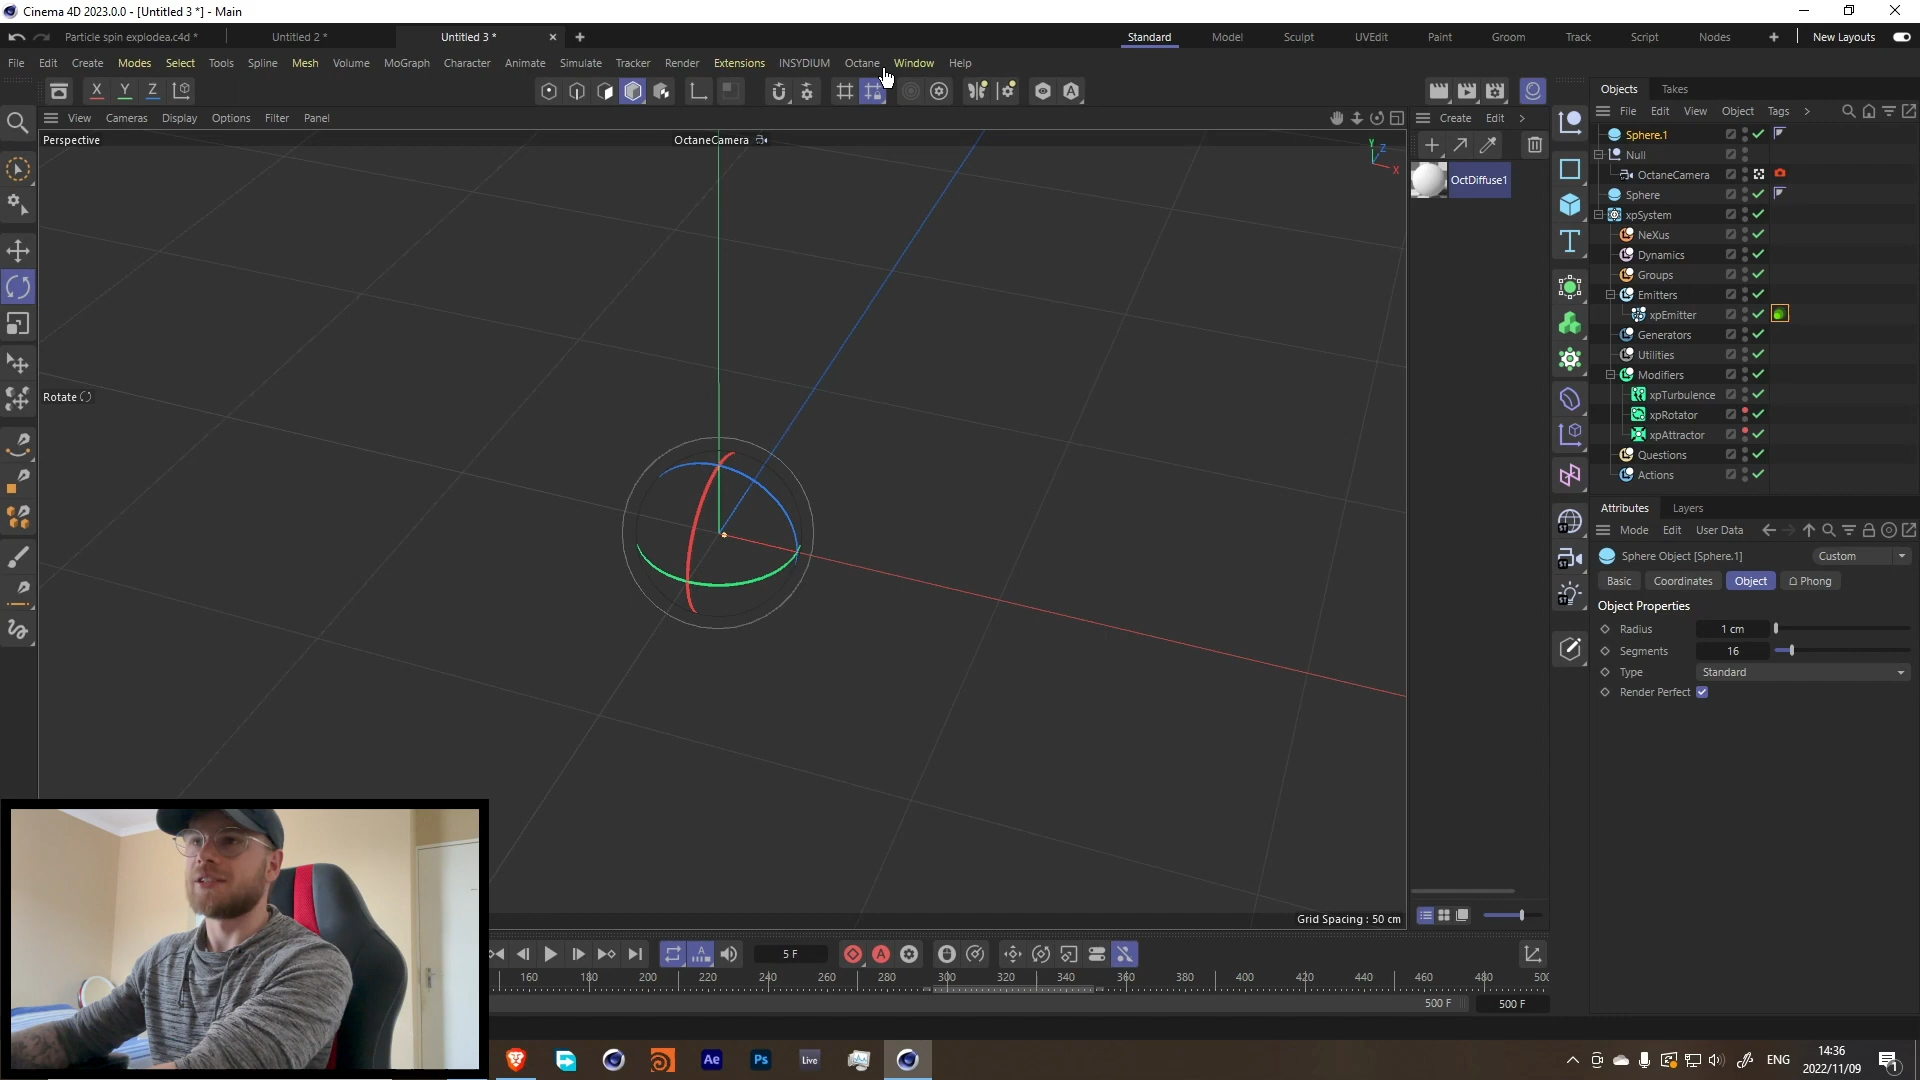 Cinema 4D 2023.0.0 - [Untitled 3 *] - Main
Particle spin explodea.c4d *
Untitled 2 *
Untitled 3 *
Standard
Model
Sculpt
UVEdit
Paint
Groom
Track
Script
Nodes
New Layouts
File Edit Create Modes Select Tools Spline Mesh Volume MoGraph Character Animate Simulate Tracker Render Extensions INSYDIUM Octane Window Help
X Y Z
Objects Takes
View Cameras Display Options Filter Panel
Create Edit
File Edit View Object Tags
Perspective
OctaneCamera
Y
Z
X
OctDiffuse1
Sphere.1
Null
OctaneCamera
Sphere
xpSystem
NeXus
Dynamics
Groups
Emitters
xpEmitter
Generators
Utilities
Modifiers
xpTurbulence
xpRotator
xpAttractor
Questions
Actions
Rotate
Attributes Layers
Mode Edit User Data
Sphere Object [Sphere.1]
Custom
Basic Coordinates Object Phong
Object Properties
Radius 1 cm
Segments 16
Type Standard
Render Perfect
Grid Spacing : 50 cm
5 F
160 180 200 220 240 260 280 300 320 340 360 380 400 420 440 460 480 500
500 F 500 F
Ae Ps Live
ENG
14:36
2022/11/09
1